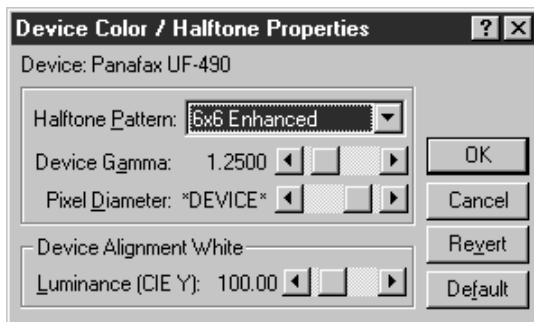 Device Color / Halftone Properties
Device: Panafax UF-490
Halftone Pattern: 6x6 Enhanced
Device Gamma: 1.2500
Pixel Diameter: *DEVICE*
Device Alignment White
Luminance (CIE Y): 100.00
OK
Cancel
Revert
Default